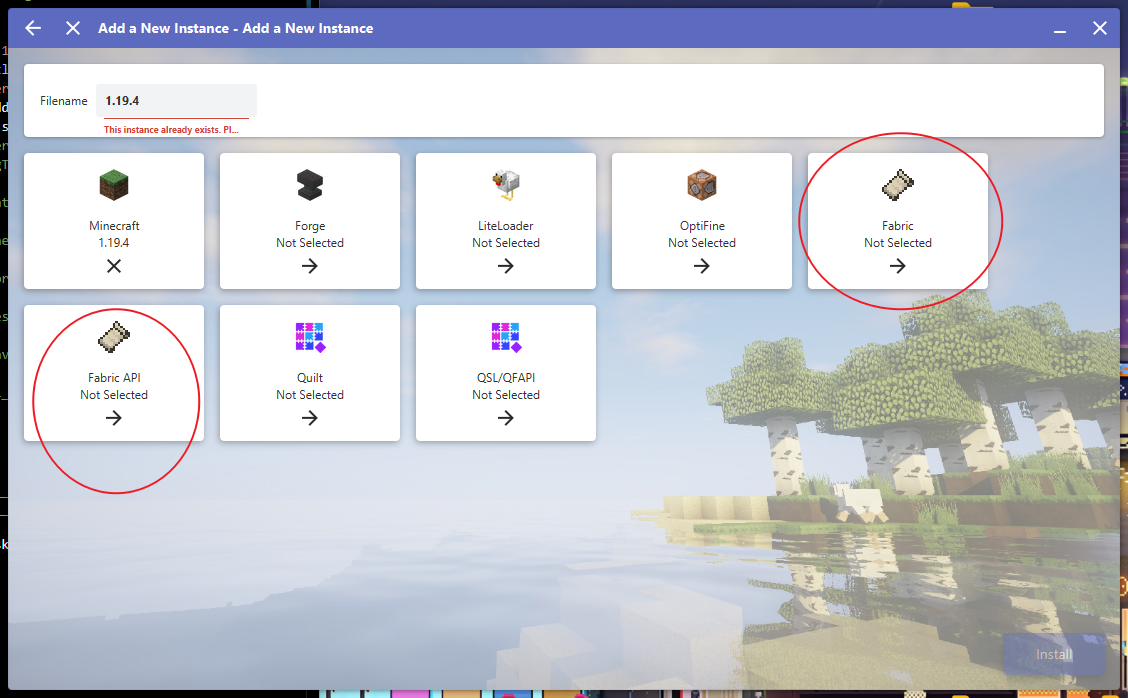 Add a New Instance - Add a New Instance
Filename
1.19.4
This instance already exists. Pl...
Minecraft
1.19.4
Forge
Not Selected
LiteLoader
Not Selected
OptiFine
Not Selected
Fabric
Not Selected
Fabric API
Not Selected
Quilt
Not Selected
QSL/QFAPI
Not Selected
Install